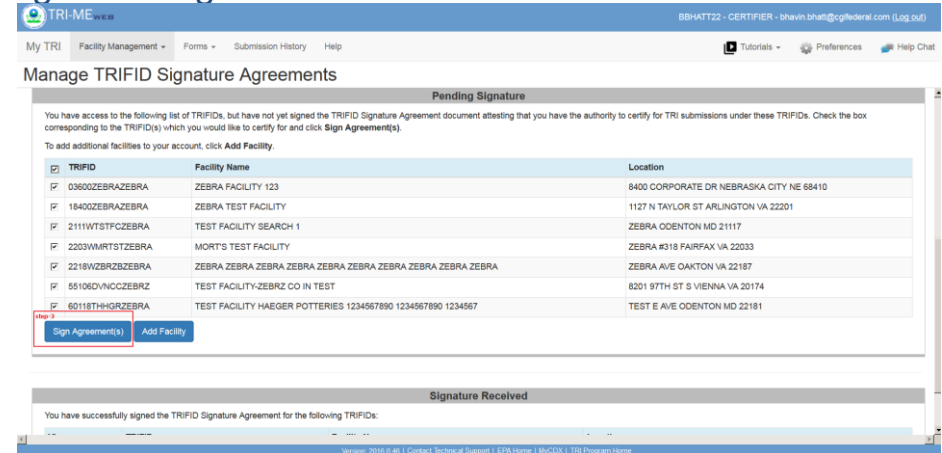 TRI-MEWEB
BBHATT22 - CERTIFIER - bhavin.bhatt@cgifederal.com (Log out)
My TRI Facility Management Forms Submission History Help Tutorials Preferences Help Chat
Manage TRIFID Signature Agreements
Pending Signature
You have access to the following list of TRIFIDs, but have not yet signed the TRIFID Signature Agreement document attesting that you have the authority to certify for TRI submissions under these TRIFIDs. Check the box
corresponding to the TRIFID(s) which you would like to certify for and click Sign Agreement(s).
To add additional facilities to your account, click Add Facility.
TRIFID Facility Name Location
03600ZEBRAZEBRA ZEBRA FACILITY 123 8400 CORPORATE DR NEBRASKA CITY NE 68410
18400ZEBRAZEBRA ZEBRA TEST FACILITY 1127 N TAYLOR ST ARLINGTON VA 22201
2111WTSTFCZEBRA TEST FACILITY SEARCH 1 ZEBRA ODENTON MD 21117
2203WMRTSTZEBRA MORT'S TEST FACILITY ZEBRA #318 FAIRFAX VA 22033
2218WZBRZBZEBRA ZEBRA ZEBRA ZEBRA ZEBRA ZEBRA ZEBRA ZEBRA ZEBRA ZEBRA ZEBRA AVE OAKTON VA 22187
55106DVNCCZEBRZ TEST FACILITY-ZEBRZ CO IN TEST 8201 97TH ST S VIENNA VA 20174
60118THHGRZEBRA TEST FACILITY HAEGER POTTERIES 1234567890 1234567890 1234567 TEST E AVE ODENTON MD 22181
step-3
Sign Agreement(s) Add Facility
Signature Received
You have successfully signed the TRIFID Signature Agreement for the following TRIFIDs:
Version: 2016.0.46 | Contact Technical Support | EPA Home | MyCDX | TRI Program Home